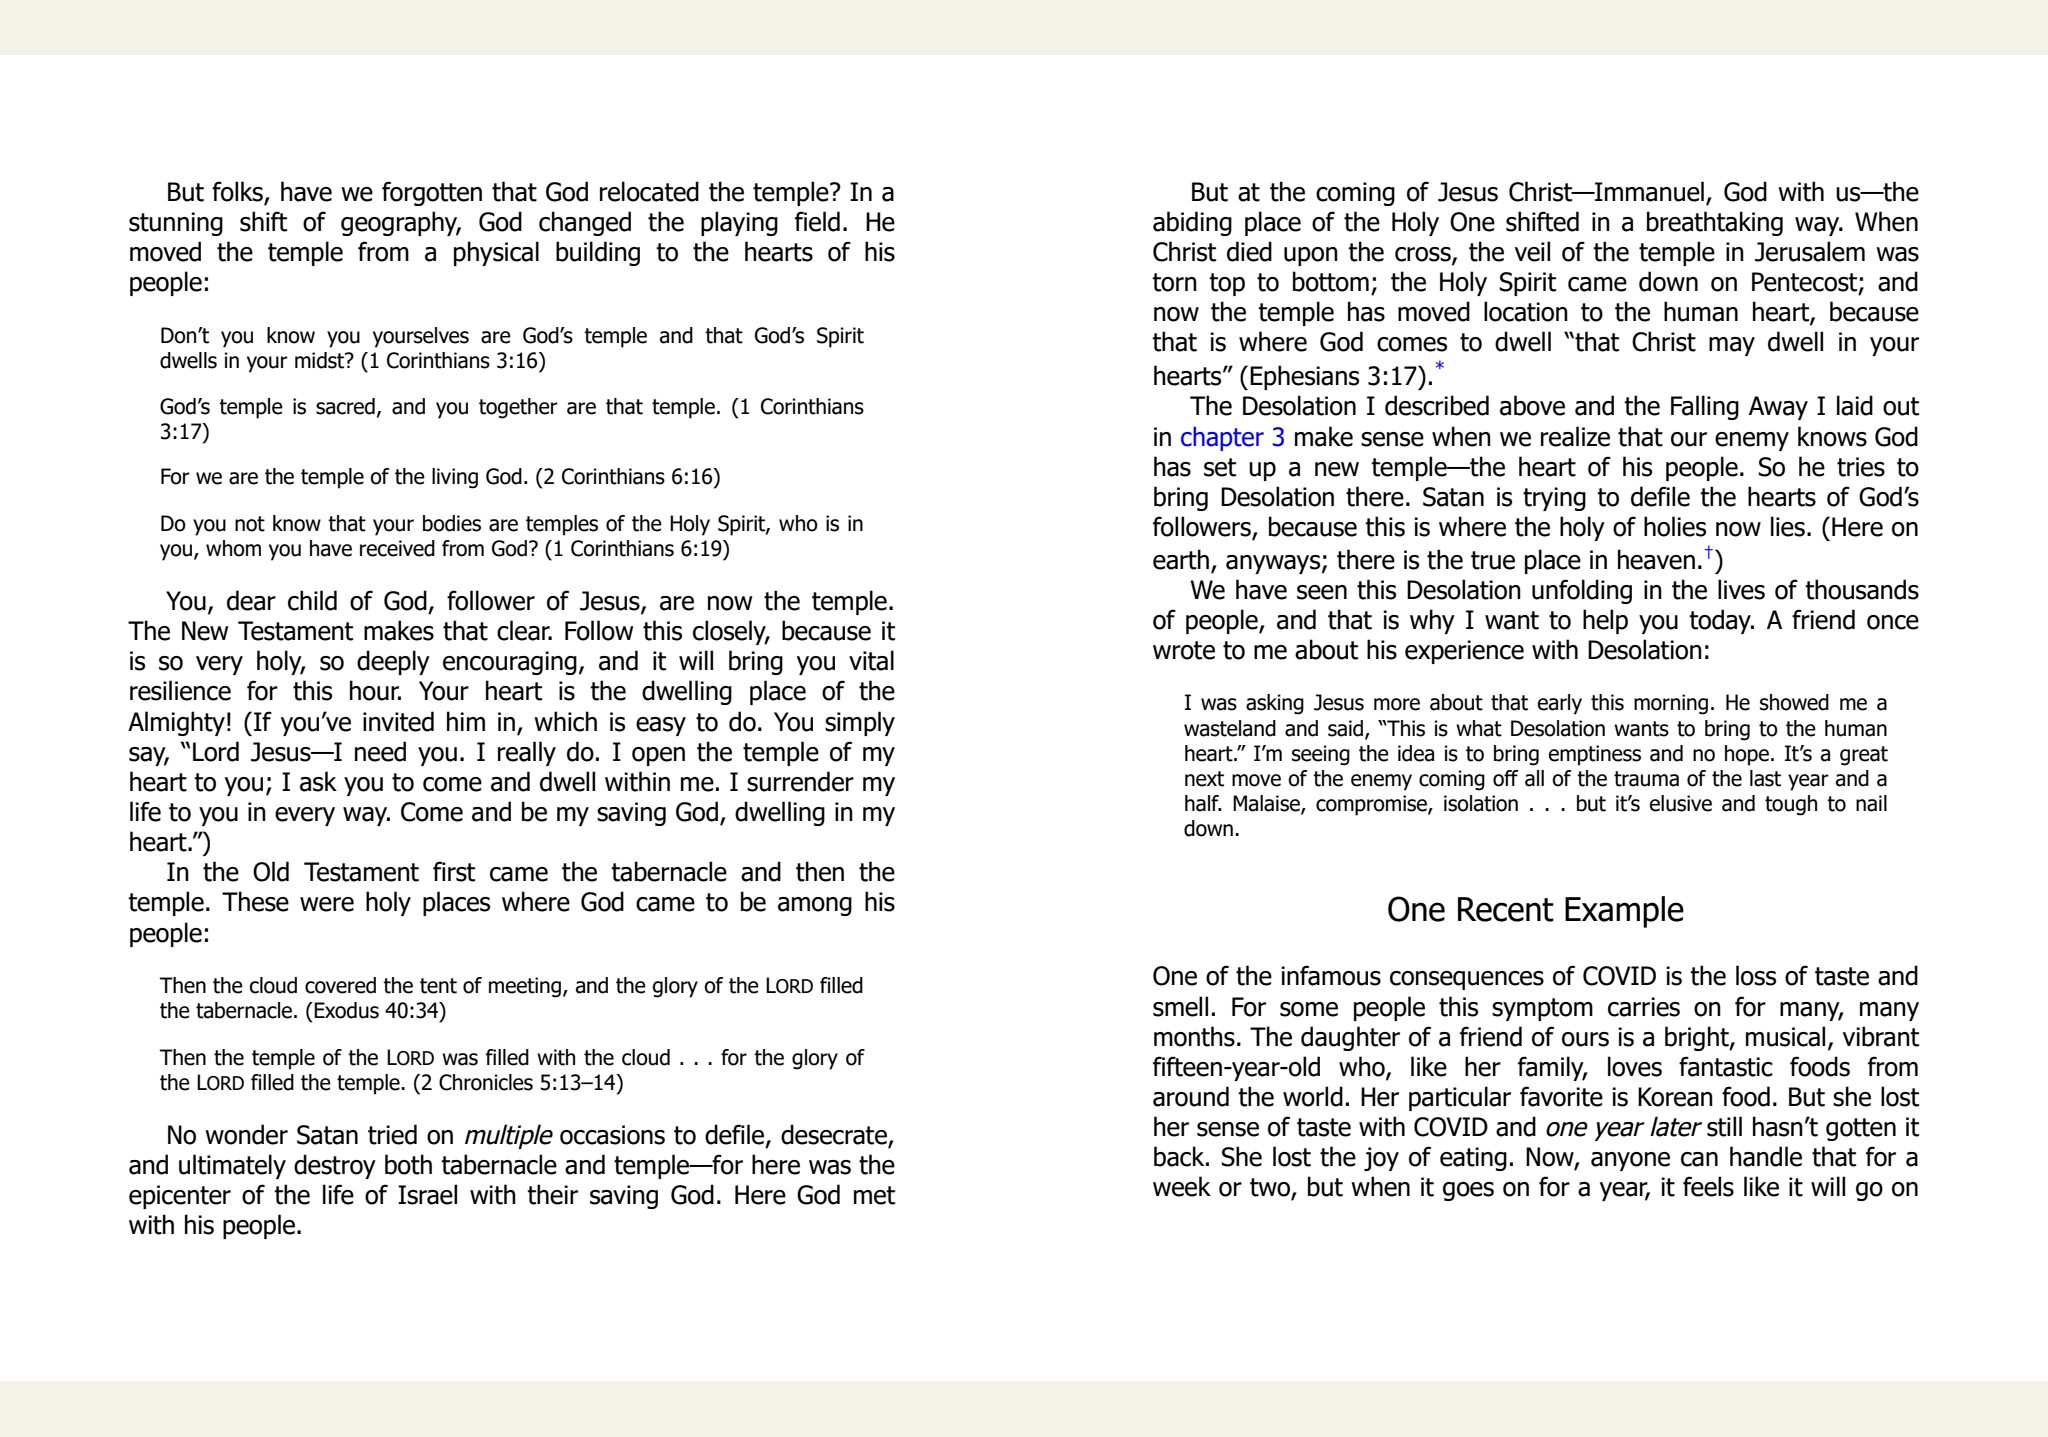 But folks, have we forgotten that God relocated the temple? In a
stunning shift of geography, God changed the playing field. He
moved the temple from a physical building to the hearts of his
people:
Don’t you know you yourselves are God’s temple and that God’s Spirit
dwells in your midst? (1 Corinthians 3:16)
God’s temple is sacred, and you together are that temple. (1 Corinthians
3:17)
For we are the temple of the living God. (2 Corinthians 6:16)
Do you not know that your bodies are temples of the Holy Spirit, who is in
you, whom you have received from God? (1 Corinthians 6:19)
You, dear child of God, follower of Jesus, are now the temple.
The New Testament makes that clear. Follow this closely, because it
is so very holy, so deeply encouraging, and it will bring you vital
resilience for this hour. Your heart is the dwelling place of the
Almighty! (If you’ve invited him in, which is easy to do. You simply
say, “Lord Jesus—I need you. I really do. I open the temple of my
heart to you; I ask you to come and dwell within me. I surrender my
life to you in every way. Come and be my saving God, dwelling in my
heart.”)
In the Old Testament first came the tabernacle and then the
temple. These were holy places where God came to be among his
people:
Then the cloud covered the tent of meeting, and the glory of the LORD filled
the tabernacle. (Exodus 40:34)
Then the temple of the LORD was filled with the cloud . . . for the glory of
the LORD filled the temple. (2 Chronicles 5:13–14)
No wonder Satan tried on multiple occasions to defile, desecrate,
and ultimately destroy both tabernacle and temple—for here was the
epicenter of the life of Israel with their saving God. Here God met
with his people.
But at the coming of Jesus Christ—Immanuel, God with us—the
abiding place of the Holy One shifted in a breathtaking way. When
Christ died upon the cross, the veil of the temple in Jerusalem was
torn top to bottom; the Holy Spirit came down on Pentecost; and
now the temple has moved location to the human heart, because
that is where God comes to dwell “that Christ may dwell in your
hearts” (Ephesians 3:17).*
The Desolation I described above and the Falling Away I laid out
in chapter 3 make sense when we realize that our enemy knows God
has set up a new temple—the heart of his people. So he tries to
bring Desolation there. Satan is trying to defile the hearts of God’s
followers, because this is where the holy of holies now lies. (Here on
earth, anyways; there is the true place in heaven.†)
We have seen this Desolation unfolding in the lives of thousands
of people, and that is why I want to help you today. A friend once
wrote to me about his experience with Desolation:
I was asking Jesus more about that early this morning. He showed me a
wasteland and said, “This is what Desolation wants to bring to the human
heart.” I’m seeing the idea is to bring emptiness and no hope. It’s a great
next move of the enemy coming off all of the trauma of the last year and a
half. Malaise, compromise, isolation . . . but it’s elusive and tough to nail
down.
One Recent Example
One of the infamous consequences of COVID is the loss of taste and
smell. For some people this symptom carries on for many, many
months. The daughter of a friend of ours is a bright, musical, vibrant
fifteen-year-old who, like her family, loves fantastic foods from
around the world. Her particular favorite is Korean food. But she lost
her sense of taste with COVID and one year later still hasn’t gotten it
back. She lost the joy of eating. Now, anyone can handle that for a
week or two, but when it goes on for a year, it feels like it will go on